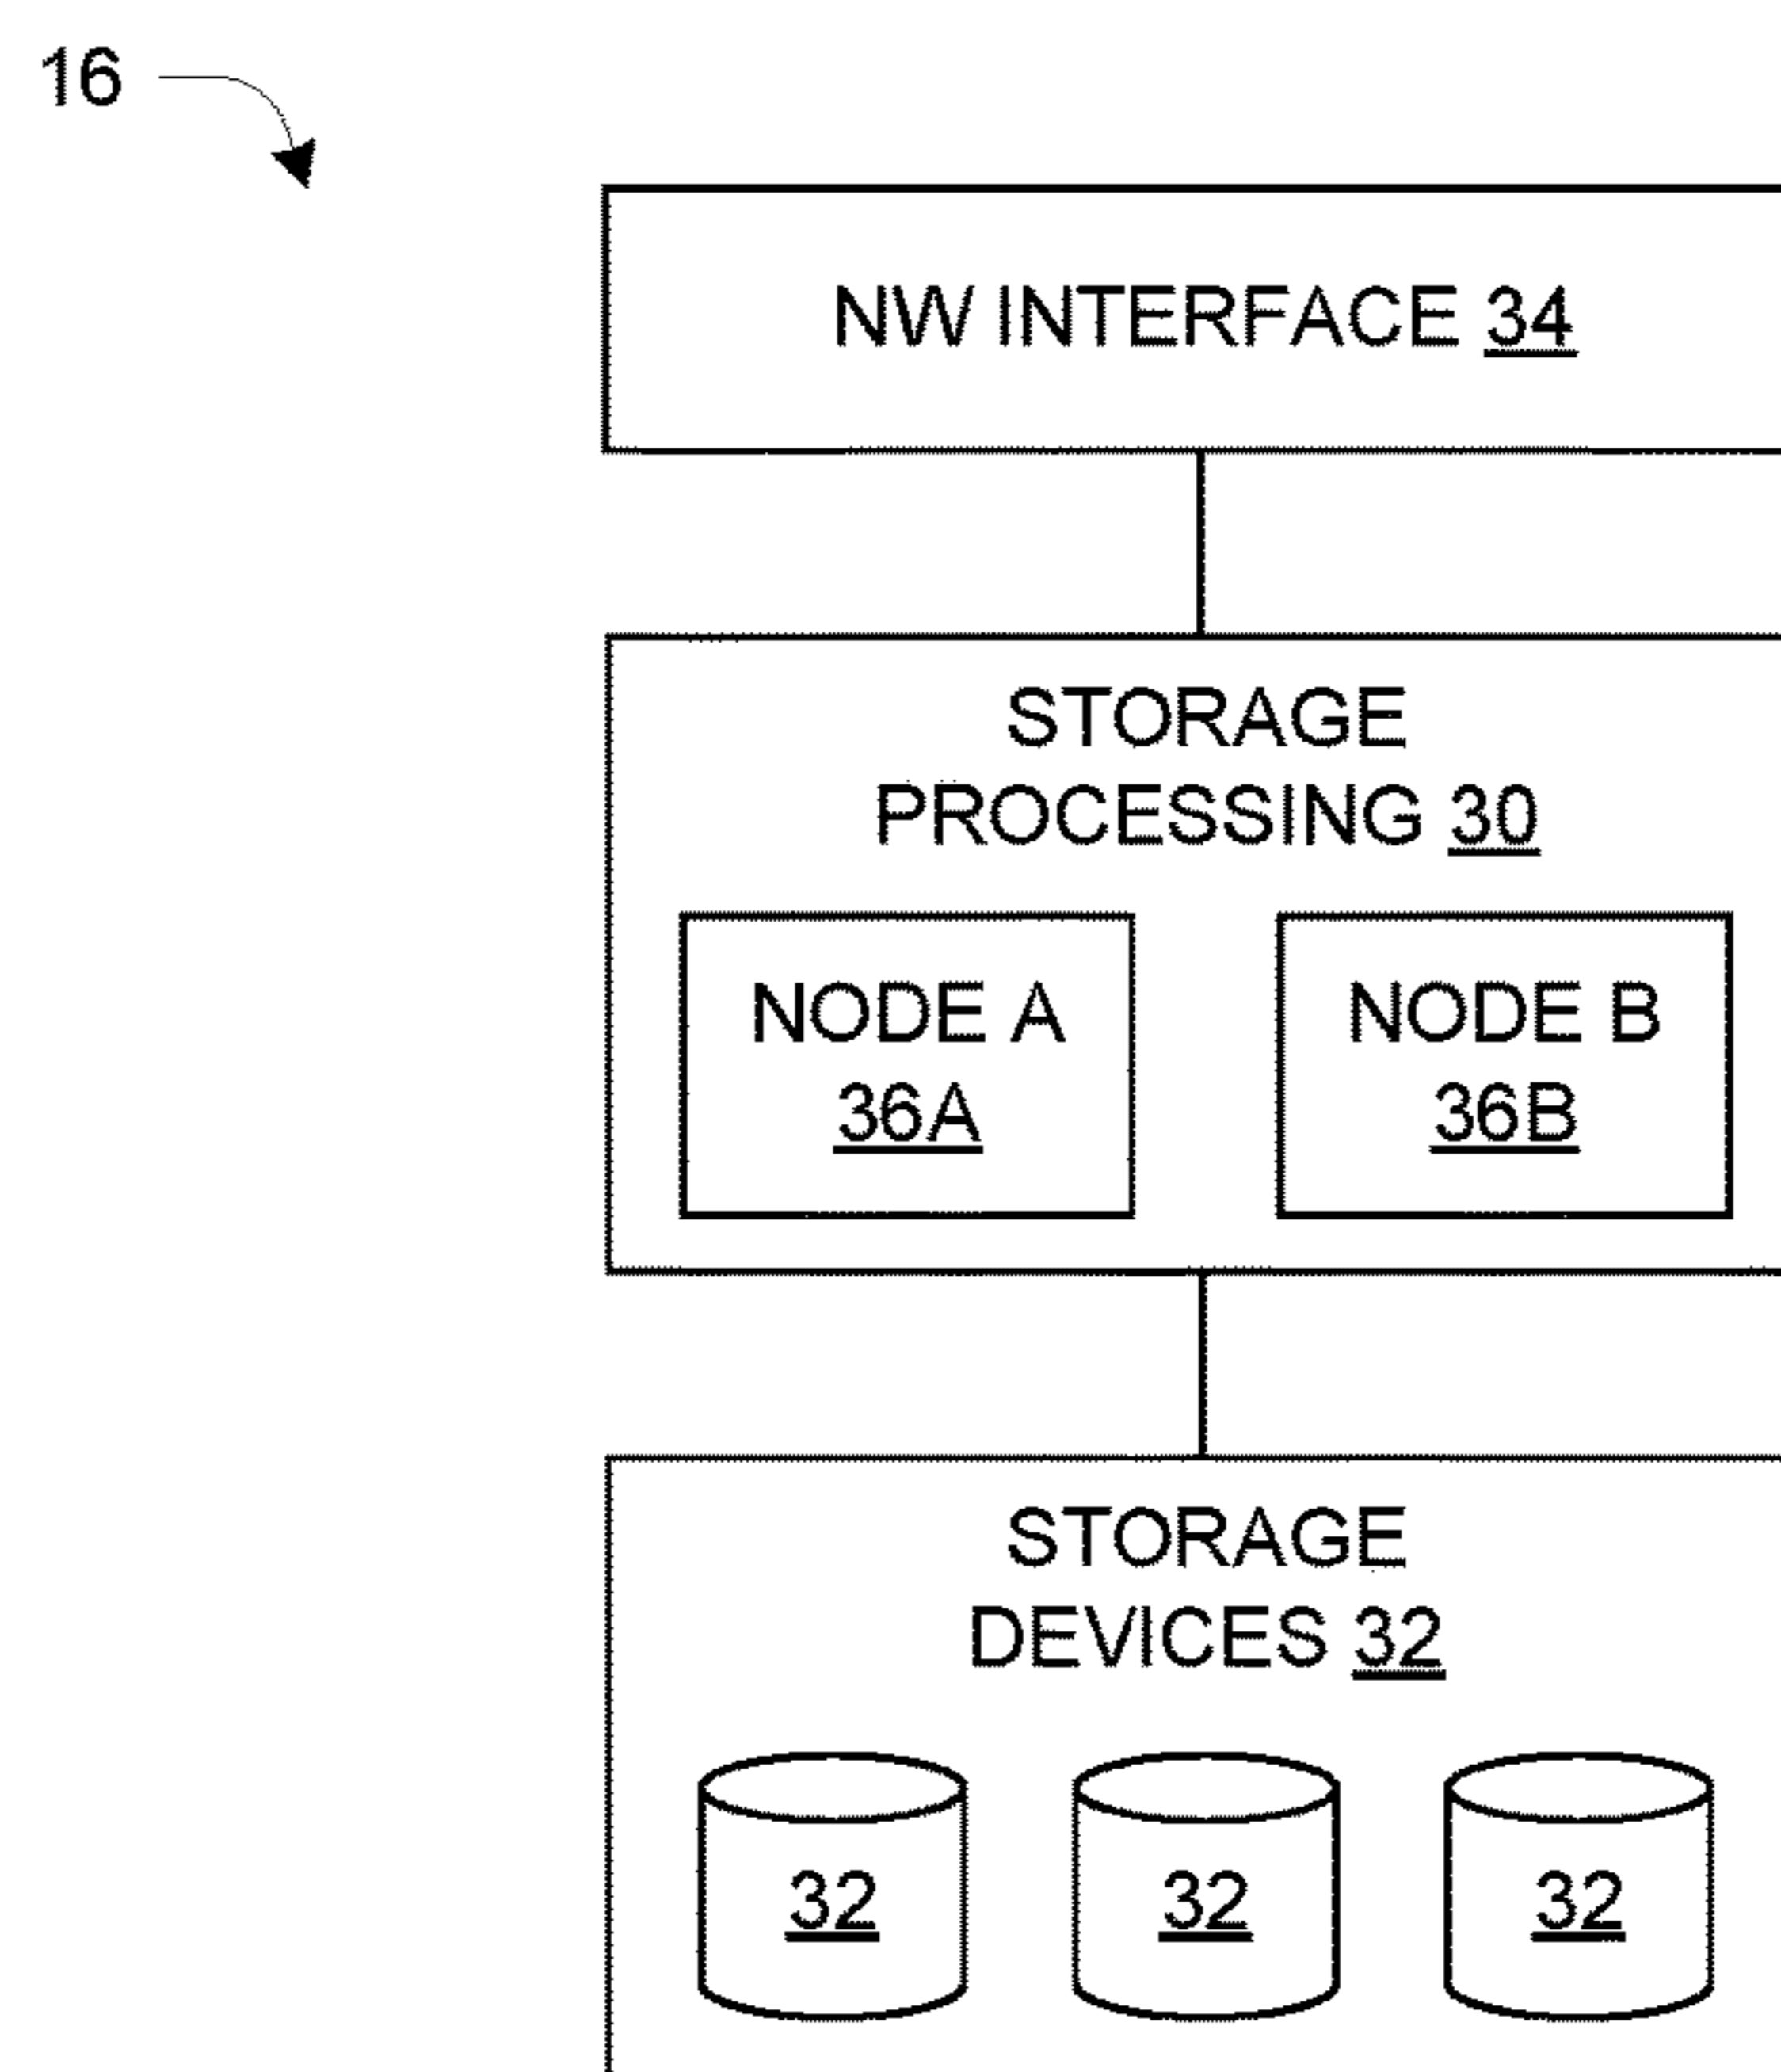 16
NW INTERFACE 34
STORAGE
PROCESSING 30
NODE A
36A
NODE B
36B
STORAGE
DEVICES 32
32
32
32